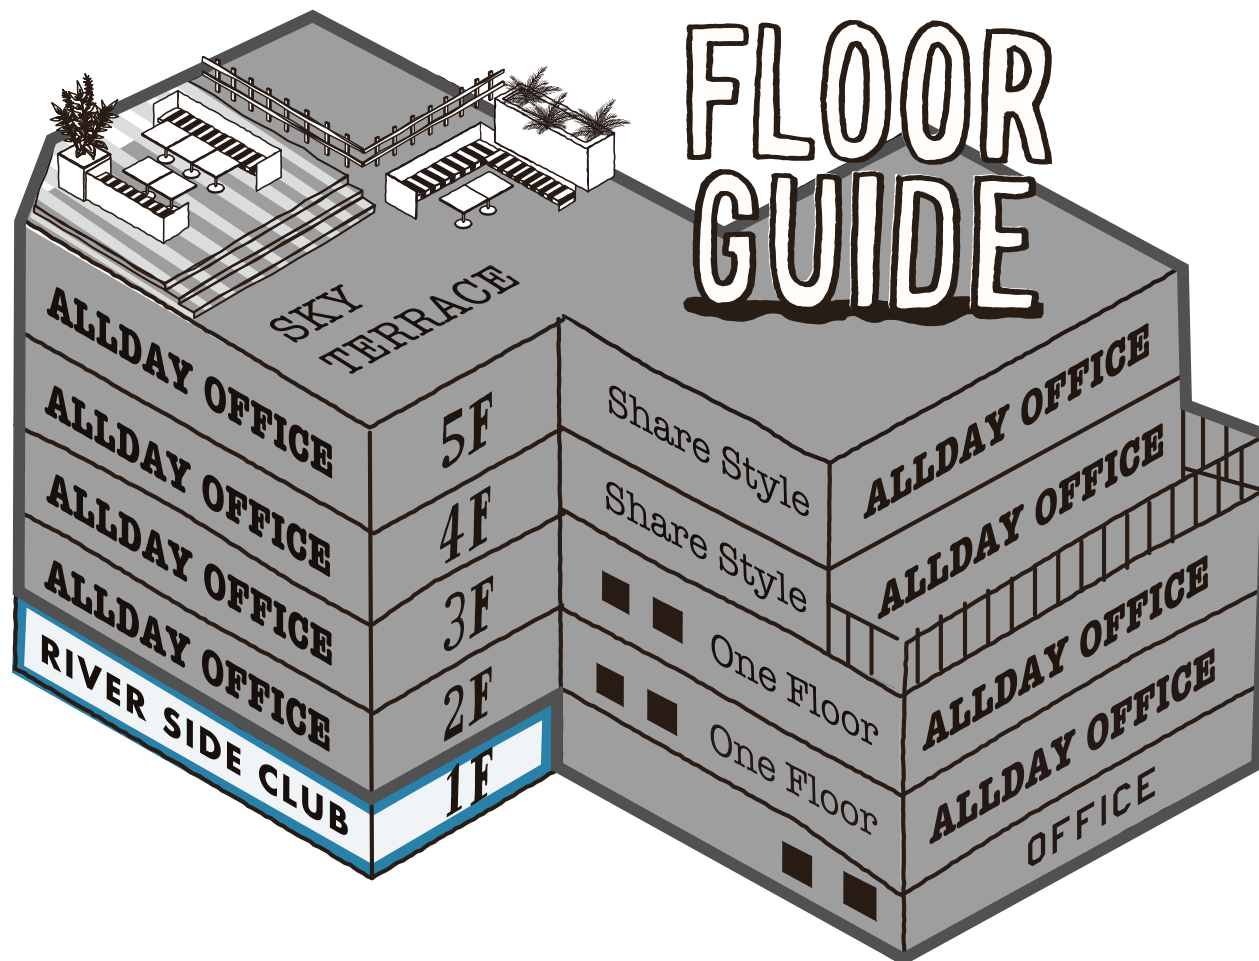 FLOOR
GUIDE
SKY
TERRACE
ALLDAY OFFICE
5F
Share Style
ALLDAY OFFICE
ALLDAY OFFICE
4F
Share Style
ALLDAY OFFICE
ALLDAY OFFICE
3F
One Floor
ALLDAY OFFICE
ALLDAY OFFICE
2F
One Floor
ALLDAY OFFICE
RIVER SIDE CLUB
1F
OFFICE